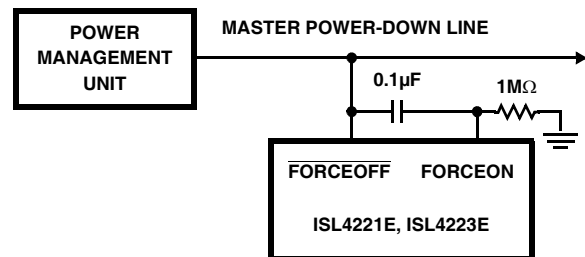 POWER
MANAGEMENT
UNIT
MASTER POWER-DOWN LINE
0.1µF
1MΩ
FORCEOFF FORCEON
ISL4221E, ISL4223E